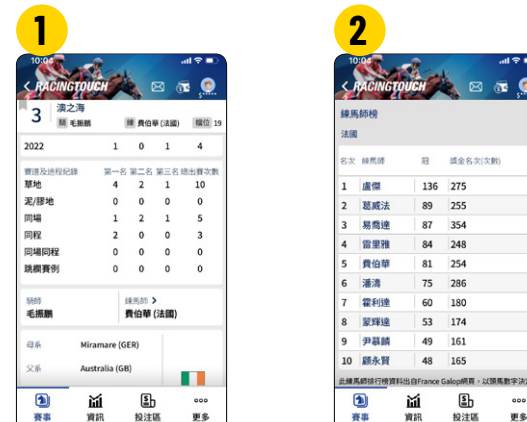 1
10:04
RACINGTOUCH
3 澳之海
騎 毛振鵬 練 費伯華 (法國) 檔位 19
2022 1 0 1 4
賽道及途程紀錄 第一名 第二名 第三名 總出賽次數
草地 4 2 1 10
泥/膠地 0 0 0 0
同場 1 2 1 5
同程 2 0 0 3
同場同程 0 0 0 0
跳欄賽例 0 0 0 0
騎師 練馬師
毛振鵬 費伯華 (法國)
母系 Miramare (GER)
父系 Australia (GB)
賽事 資訊 投注區 更多
2
10:04
RACINGTOUCH
練馬師榜
法國
名次 練馬師 冠 獎金名次(次數)
1 盧傑 136 275
2 葛威法 89 255
3 易喬達 87 354
4 雷里雅 84 248
5 費伯華 81 254
6 潘濤 75 286
7 霍利達 60 180
8 蒙輝達 53 174
9 尹慕麟 49 161
10 顧永賢 48 165
此練馬師排行榜資料出自France Galop網頁，以頭馬數字決
賽事 資訊 投注區 更多